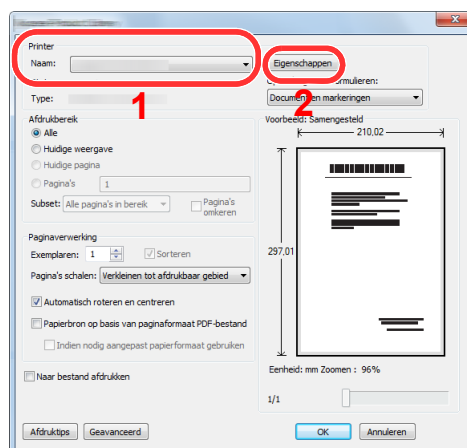 Printer
Naam:
Eigenschappen
1
2
Type:
Documenten markeringen
Afdrukbereik
Alle
Huidige weergave
Huidige pagina
Pagina's
1
Subset: Alle pagina's in bereik
Pagina's omkeren
Voorbeeld: Samengesteld
210,02
297,01
Paginaverwerking
Exemplaren: 1
Sorteren
Pagina's schalen: Verkleinen tot afdrukbaar gebied
Automatisch roteren en centreren
Papierbron op basis van paginaformaat PDF-bestand
Indien nodig aangepast papierformaat gebruiken
Naar bestand afdrukken
Eenheid: mm Zoomen : 96%
1/1
Afdruktips
Geavanceerd
OK
Annuleren